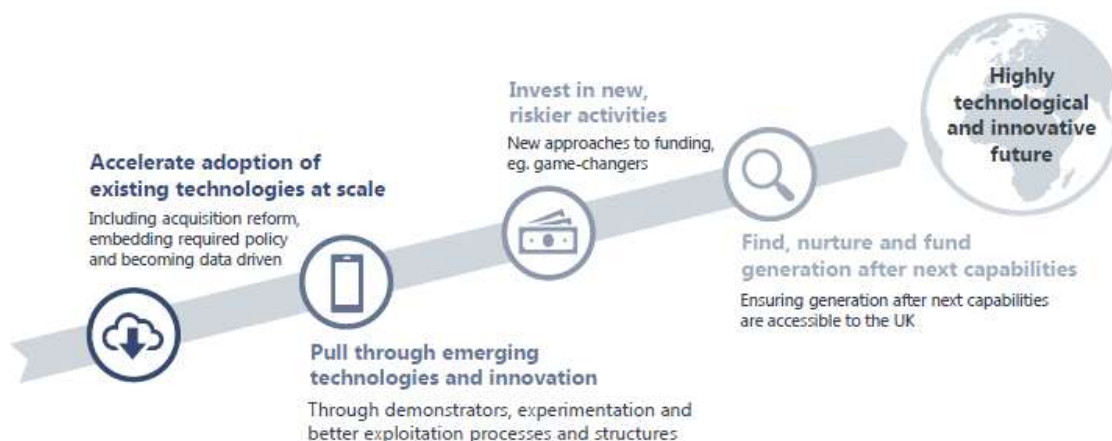 Accelerate adoption of
existing technologies at scale
Including acquisition reform,
embedding required policy
and becoming data driven
Pull through emerging
technologies and innovation
Through demonstrators, experimentation and
better exploitation processes and structures
Invest in new,
riskier activities
New approaches to funding,
eg. game-changers
Find, nurture and fund
generation after next capabilities
Ensuring generation after next capabilities
are accessible to the UK
Highly
technological
and innovative
future